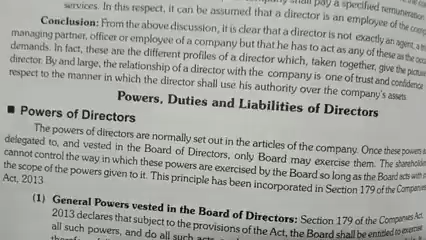 shall pay a specified remuneration
services. In this respect, it can be assumed that a director is an employee of the
Conclusion: From the above discussion, it is clear that a director is not exactly an agent, a
managing partner, officer or employee of a company but that he has to act as any of these as the
demands. In fact, these are the different profiles of a director which, taken together, give the
director. By and large, the relationship of a director with the company is one of trust and confidence
respect to the manner in which the director shall use his authority over the company's assets
Powers, Duties and Liabilities of Directors
■ Powers of Directors
The powers of directors are normally set out in the articles of the company. Once these powers
delegated to, and vested in the Board of Directors, only Board may exercise them. The
cannot control the way in which these powers are exercised by the Board so long as the Board acts
the scope of the powers given to it. This principle has been incorporated in Section 179 of the Companies
Act, 2013
(1) General Powers vested in the Board of Directors: Section 179 of the Companies Act,
2013 declares that subject to the provisions of the Act, the Board shall be entitled to exercise
all such powers, and do all such